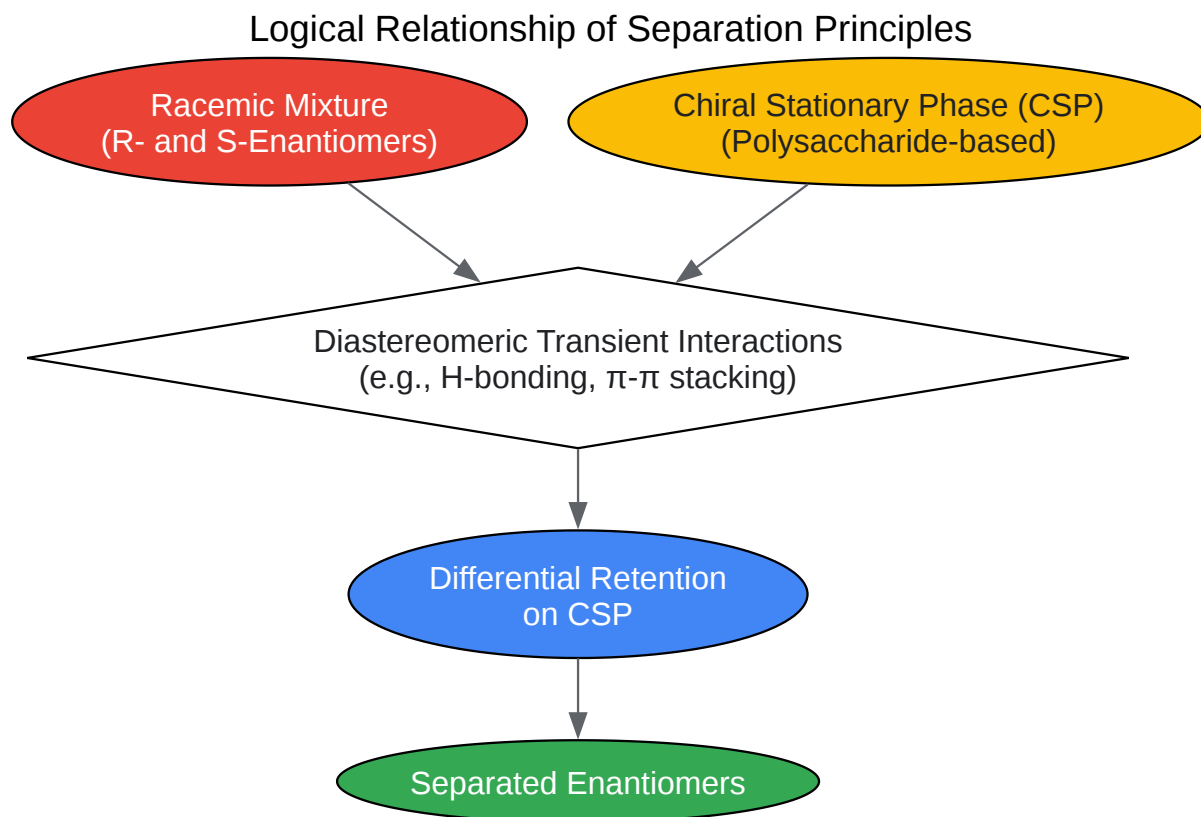 Logical Relationship of Separation Principles
Racemic Mixture
(R- and S-Enantiomers)
Chiral Stationary Phase (CSP)
(Polysaccharide-based)
Diastereomeric Transient Interactions
(e.g., H-bonding, π-π stacking)
Differential Retention
on CSP
Separated Enantiomers